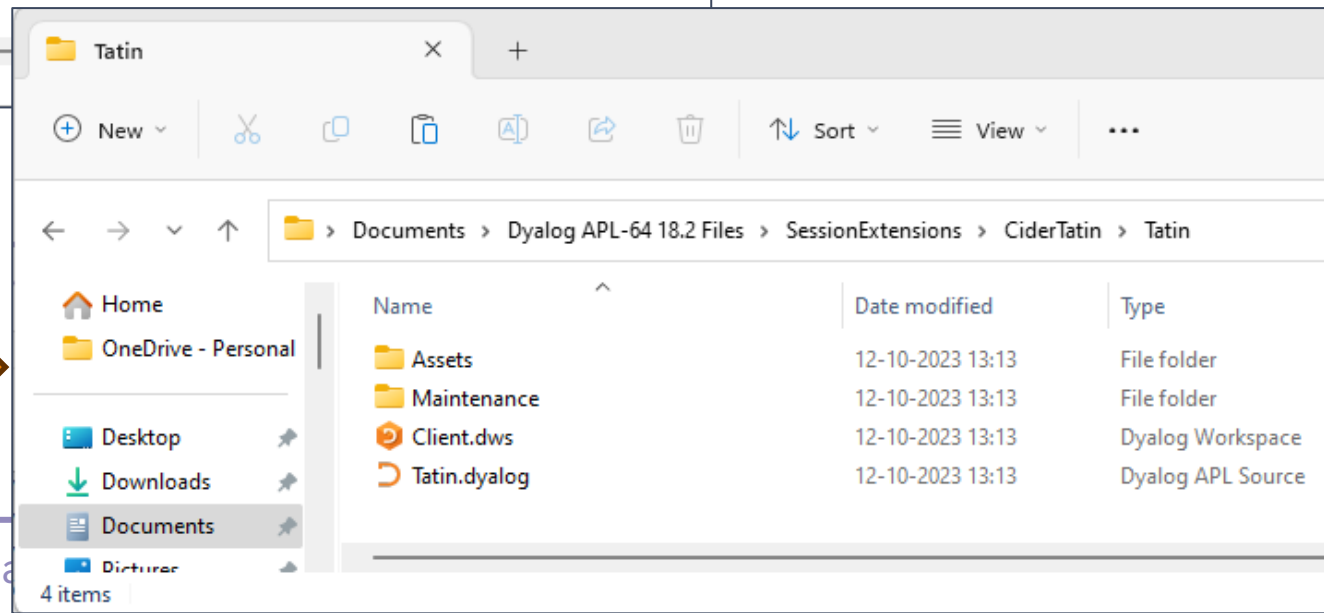 Tatin
New
Sort
View
Documents > Dyalog APL-64 18.2 Files > SessionExtensions > CiderTatin > Tatin
Home
OneDrive - Personal
Desktop
Downloads
Documents
Pictures
Name Date modified Type
Assets 12-10-2023 13:13 File folder
Maintenance 12-10-2023 13:13 File folder
Client.dws 12-10-2023 13:13 Dyalog Workspace
Tatin.dyalog 12-10-2023 13:13 Dyalog APL Source
4 items